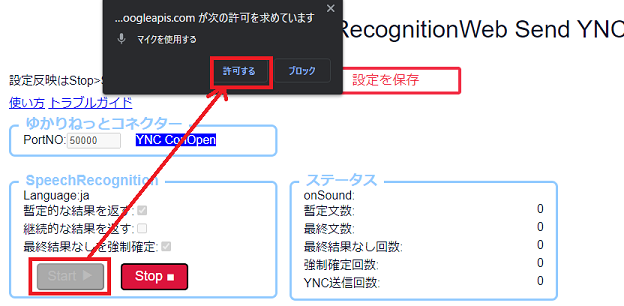 ...oogleapis.com が次の許可を求めています
マイクを使用する
許可する ブロック
RecognitionWeb Send YNC
設定反映はStop>
設定を保存
使い方 トラブルガイド
ゆかりねっとコネクター
PortNO: 50000 YNC ConOpen
SpeechRecognition
Language:ja
暫定的な結果を返す:
継続的な結果を返す:
最終結果なしを強制確定:
Start ▶ Stop ■
ステータス
onSound:
暫定文数: 0
最終文数: 0
最終結果なし回数: 0
強制確定回数: 0
YNC送信回数: 0